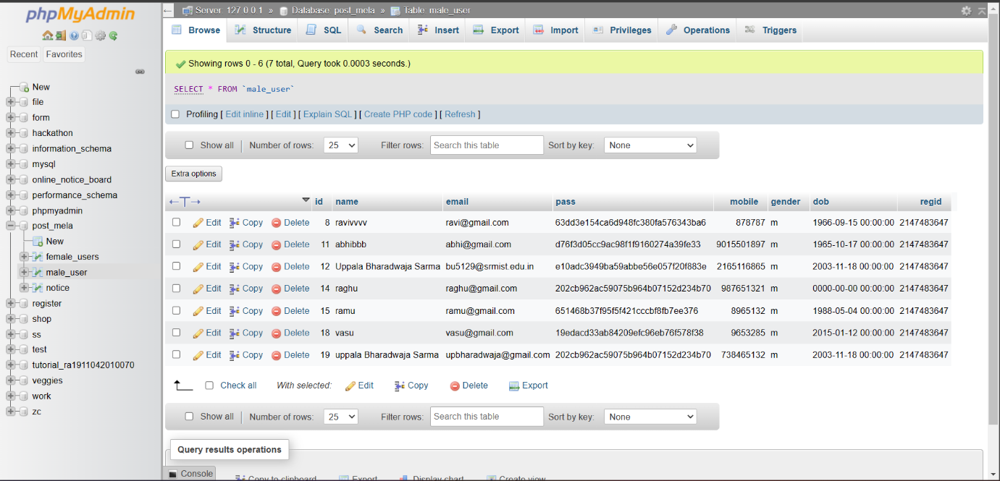 phpMyAdmin
Recent Favorites
New
file
form
hackathon
information_schema
mysql
online_notice_board
performance_schema
phpmyadmin
post_mela
New
female_users
male_user
notice
register
shop
ss
test
tutorial_ra1911042010070
veggies
work
zc
Server: 127.0.0.1 » Database: post_mela » Table: male_user
Browse Structure SQL Search Insert Export Import Privileges Operations Triggers
Showing rows 0 - 6 (7 total, Query took 0.0003 seconds.)
SELECT * FROM `male_user`
Profiling [ Edit inline ] [ Edit ] [ Explain SQL ] [ Create PHP code ] [ Refresh ]
Show all Number of rows: 25 Filter rows: Search this table Sort by key: None
Extra options
←T→ id name email pass mobile gender dob regid
Edit Copy Delete 8 ravivvvv ravi@gmail.com 63dd3e154ca6d948fc380fa576343ba6 878787 m 1966-09-15 00:00:00 2147483647
Edit Copy Delete 11 abhibbb abhi@gmail.com d76f3d05cc9ac98f1f9160274a39fe33 9015501897 m 1965-10-17 00:00:00 2147483647
Edit Copy Delete 12 Uppala Bharadwaja Sarma bu5129@srmist.edu.in e10adc3949ba59abbe56e057f20f883e 2165116865 m 2003-11-18 00:00:00 2147483647
Edit Copy Delete 14 raghu raghu@gmail.com 202cb962ac59075b964b07152d234b70 987651321 m 0000-00-00 00:00:00 2147483647
Edit Copy Delete 15 ramu ramu@gmail.com 651468b37f95f5f421cccbf8fb7ee376 8965132 m 1988-05-04 00:00:00 2147483647
Edit Copy Delete 18 vasu vasu@gmail.com 19edacd33ab84209efc96eb76f578f38 9653285 m 2015-01-12 00:00:00 2147483647
Edit Copy Delete 19 uppala Bharadwaja Sarma upbharadwaja@gmail.com 202cb962ac59075b964b07152d234b70 738465132 m 2003-11-18 00:00:00 2147483647
Check all With selected: Edit Copy Delete Export
Show all Number of rows: 25 Filter rows: Search this table Sort by key: None
Query results operations
Console
Copy to clipboard Export Display chart Create view